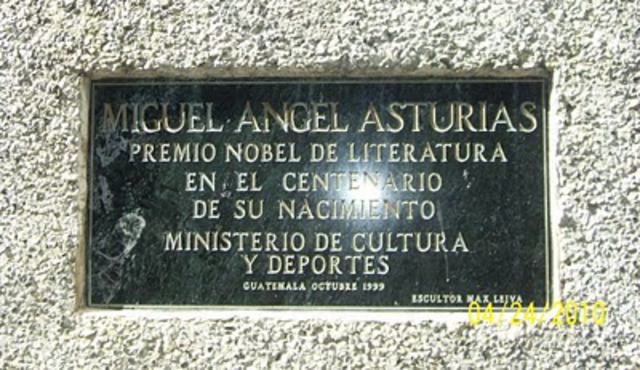 MIGUEL ANGEL ASTURIAS
PREMIO NOBEL DE LITERATURA
EN EL CENTENARIO
DE SU NACIMIENTO
MINISTERIO DE CULTURA
Y DEPORTES
GUATEMALA OCTUBRE 1999
ESCULTOR MAX LEIVA
04/24/2010